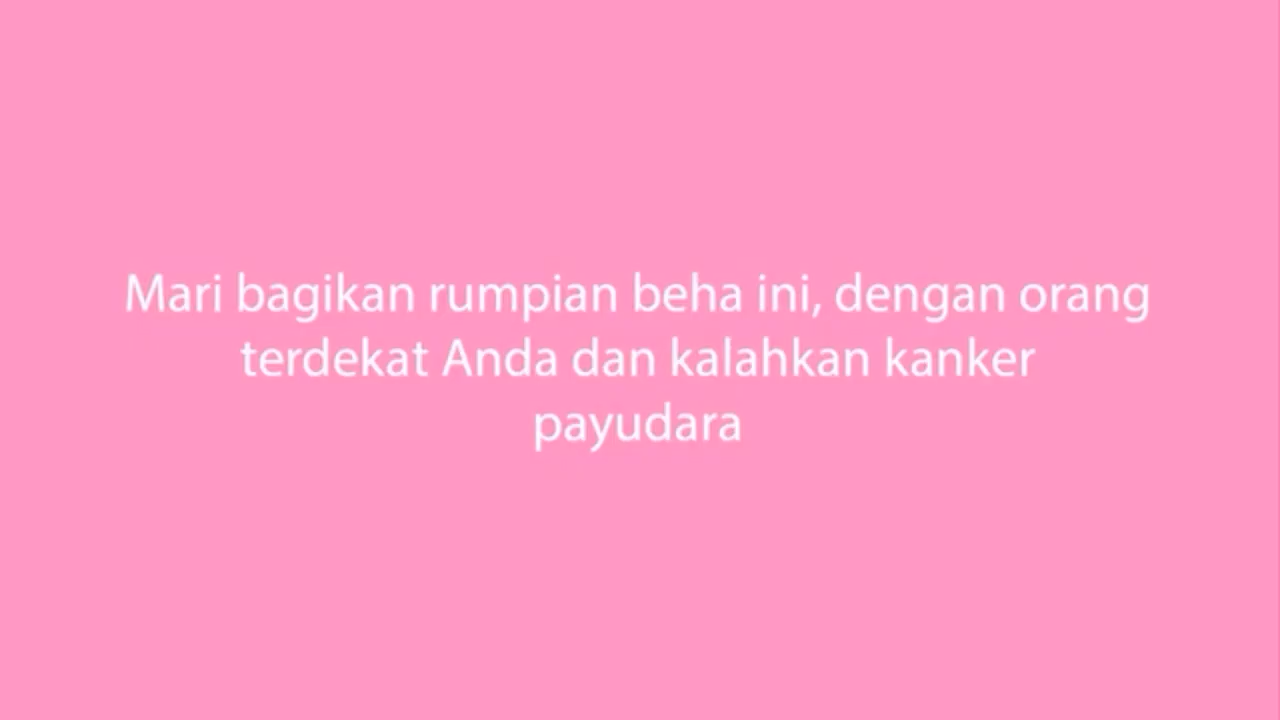 Mari bagikan rumpian beha ini, dengan orang
terdekat Anda dan kalahkan kanker
payudara